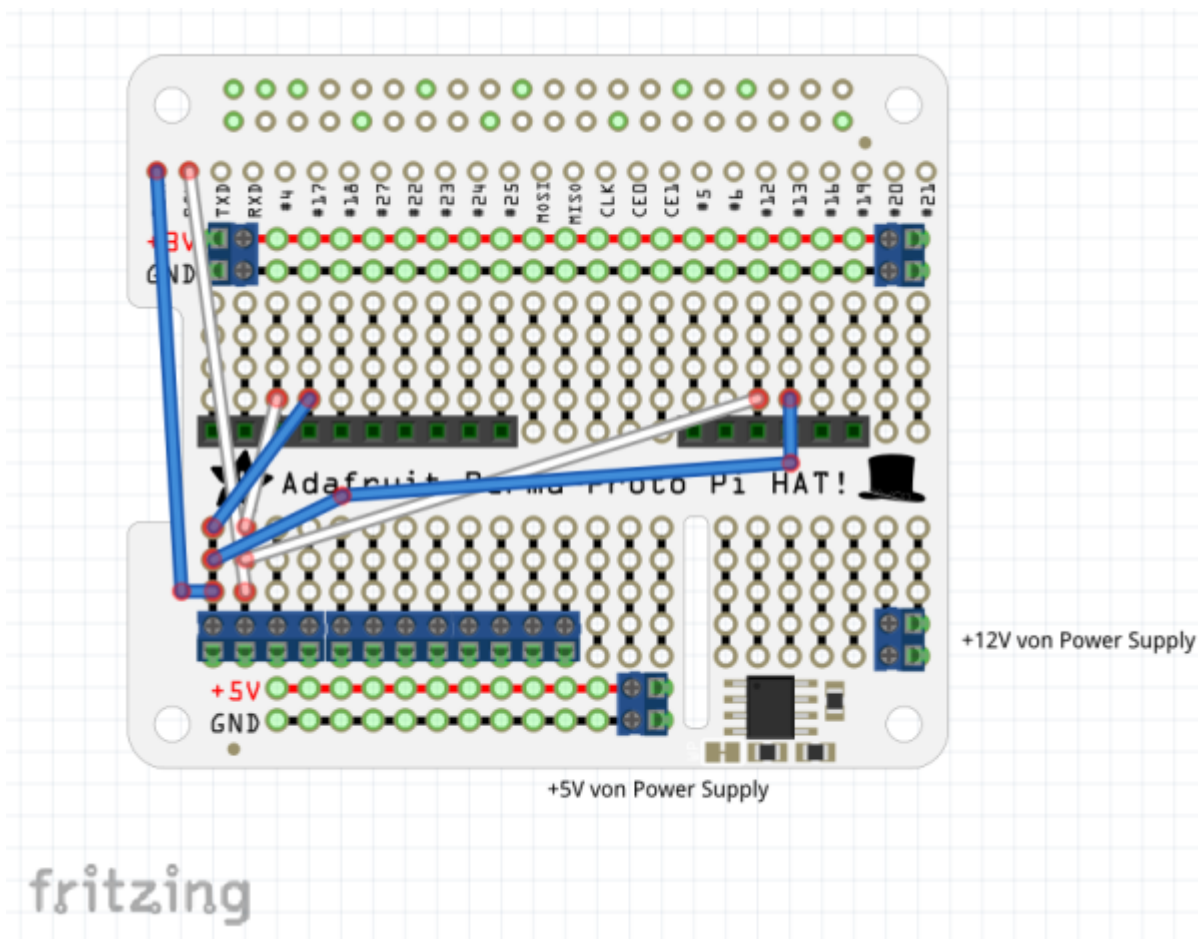 TXD RXD #4 #17 #18 #27 #22 #23 #24 #25 MOSI MISO CLK CE0 CE1 #5 #6 #12 #13 #16 #19 #20 #21
+3V
GND
Adafruit Perma Proto Pi HAT!
+12V von Power Supply
+5V
GND
+5V von Power Supply
fritzing